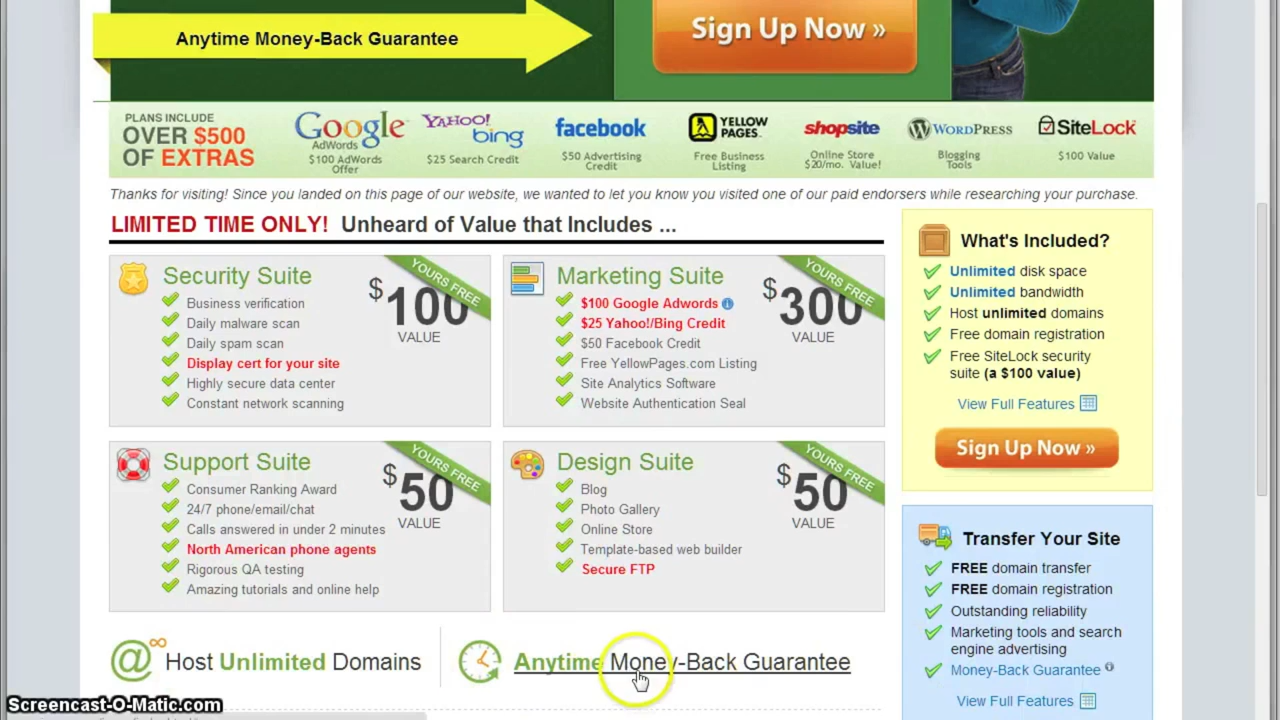 Anytime Money-Back Guarantee
Sign Up Now »
PLANS INCLUDE
OVER $500
OF EXTRAS
Google
AdWords
$100 AdWords
Offer
YAHOO!
bing
$25 Search Credit
facebook
$50 Advertising
Credit
YELLOW
PAGES
Free Business
Listing
shopsite
Online Store
$20/mo. Value!
WORDPRESS
Blogging
Tools
SiteLock
$100 Value
Thanks for visiting! Since you landed on this page of our website, we wanted to let you know you visited one of our paid endorsers while researching your purchase.
LIMITED TIME ONLY! Unheard of Value that Includes ...
Security Suite
Business verification
Daily malware scan
Daily spam scan
Display cert for your site
Highly secure data center
Constant network scanning
YOURS FREE
$100
VALUE
Marketing Suite
$100 Google Adwords
$25 Yahoo!/Bing Credit
$50 Facebook Credit
Free YellowPages.com Listing
Site Analytics Software
Website Authentication Seal
YOURS FREE
$300
VALUE
Support Suite
Consumer Ranking Award
24/7 phone/email/chat
Calls answered in under 2 minutes
North American phone agents
Rigorous QA testing
Amazing tutorials and online help
YOURS FREE
$50
VALUE
Design Suite
Blog
Photo Gallery
Online Store
Template-based web builder
Secure FTP
YOURS FREE
$50
VALUE
Host Unlimited Domains
Anytime Money-Back Guarantee
What's Included?
Unlimited disk space
Unlimited bandwidth
Host unlimited domains
Free domain registration
Free SiteLock security
suite (a $100 value)
View Full Features
Sign Up Now »
Transfer Your Site
FREE domain transfer
FREE domain registration
Outstanding reliability
Marketing tools and search
engine advertising
Money-Back Guarantee
View Full Features
Screencast-O-Matic.com